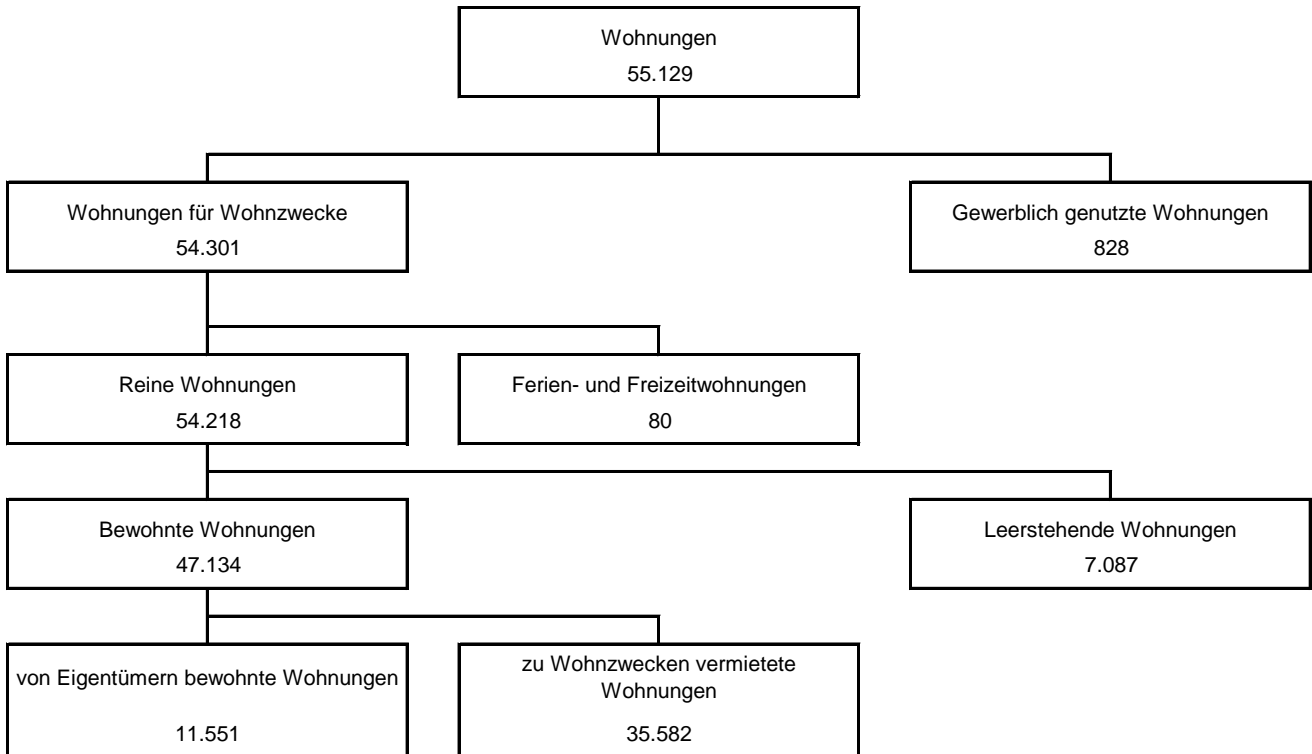 Wohnungen
55.129
Wohnungen für Wohnzwecke
54.301
Gewerblich genutzte Wohnungen
828
Reine Wohnungen
54.218
Ferien- und Freizeitwohnungen
80
Bewohnte Wohnungen
47.134
Leerstehende Wohnungen
7.087
von Eigentümern bewohnte Wohnungen
11.551
zu Wohnzwecken vermietete
Wohnungen
35.582